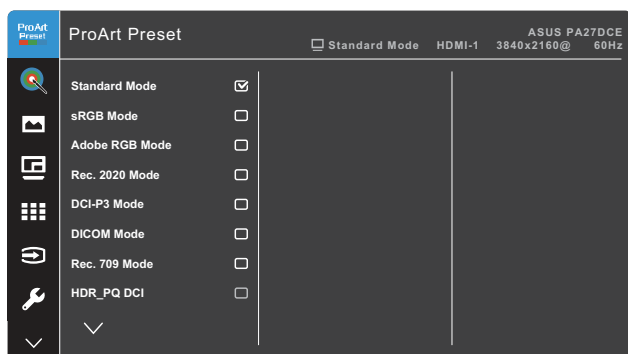 ProArt
Preset
ProArt Preset
Standard Mode HDMI-1
ASUS PA27DCE
3840x2160@ 60Hz
Standard Mode
sRGB Mode
Adobe RGB Mode
Rec. 2020 Mode
DCI-P3 Mode
DICOM Mode
Rec. 709 Mode
HDR_PQ DCI